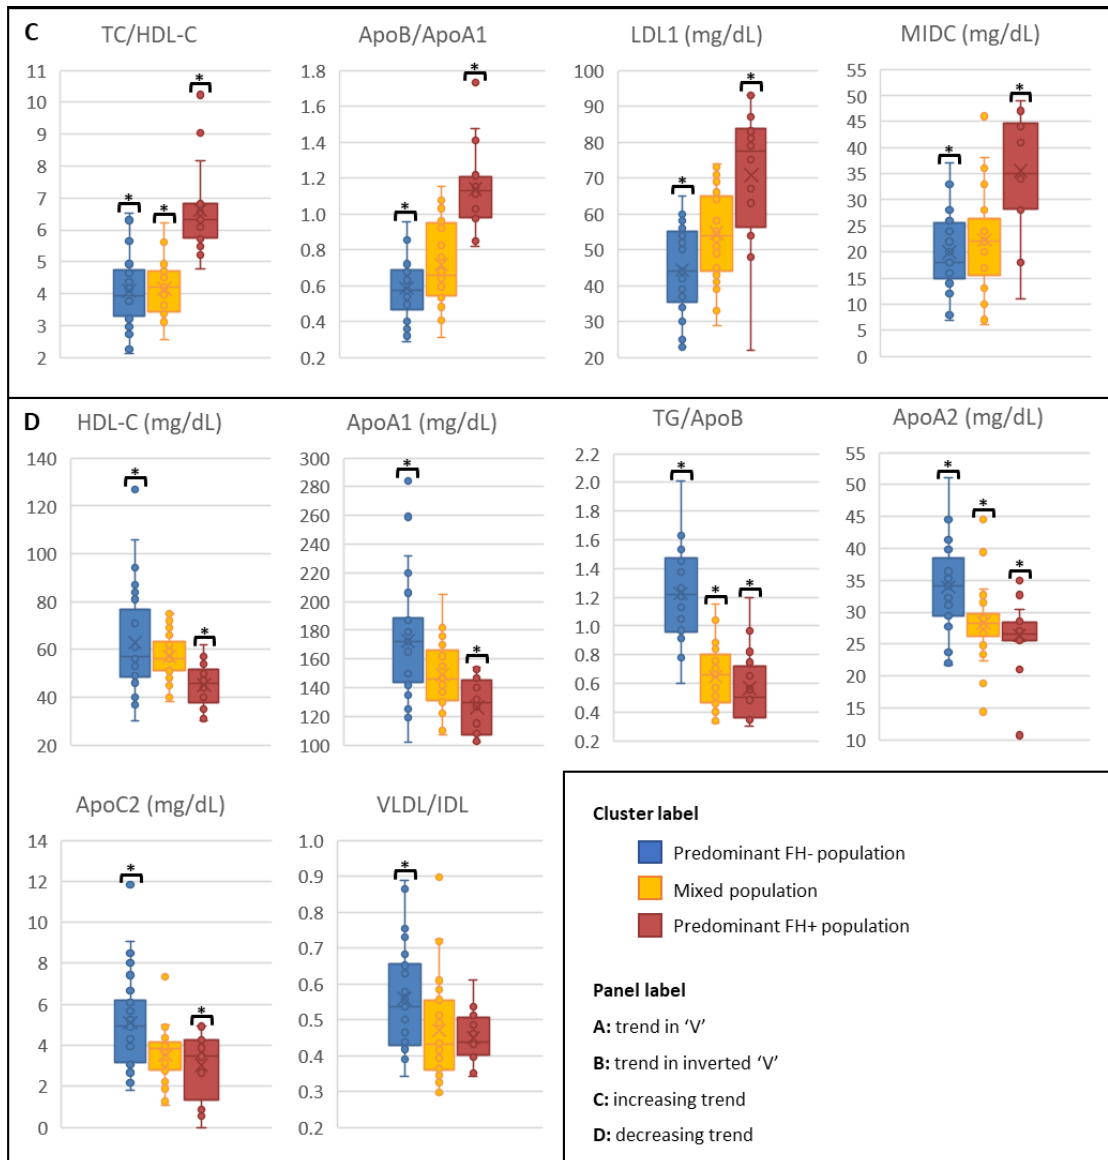 C
TC/HDL-C ApoB/ApoA1 LDL1 (mg/dL) MIDC (mg/dL)
11 1.8 100 55
10 1.6 90 50
9 1.4 80 45
8 1.2 70 40
7 1.0 60 35
6 0.8 50 30
5 0.6 40 25
4 0.4 30 20
3 0.2 20 15
2 10
5
0
* * * * * * * * *
D
HDL-C (mg/dL) ApoA1 (mg/dL) TG/ApoB ApoA2 (mg/dL)
140 300 2.2 55
120 280 2.0 50
100 260 1.8 45
80 240 1.6 40
60 220 1.4 35
40 200 1.2 30
20 180 1.0 25
160 0.8 20
140 0.6 15
120 0.4 10
100 0.2
* * * * * * * * * *
ApoC2 (mg/dL) VLDL/IDL
14 1.0
12 0.9
10 0.8
8 0.7
6 0.6
4 0.5
2 0.4
0 0.3
0.2
* * *
Cluster label
Predominant FH- population
Mixed population
Predominant FH+ population
Panel label
A: trend in ‘V’
B: trend in inverted ‘V’
C: increasing trend
D: decreasing trend